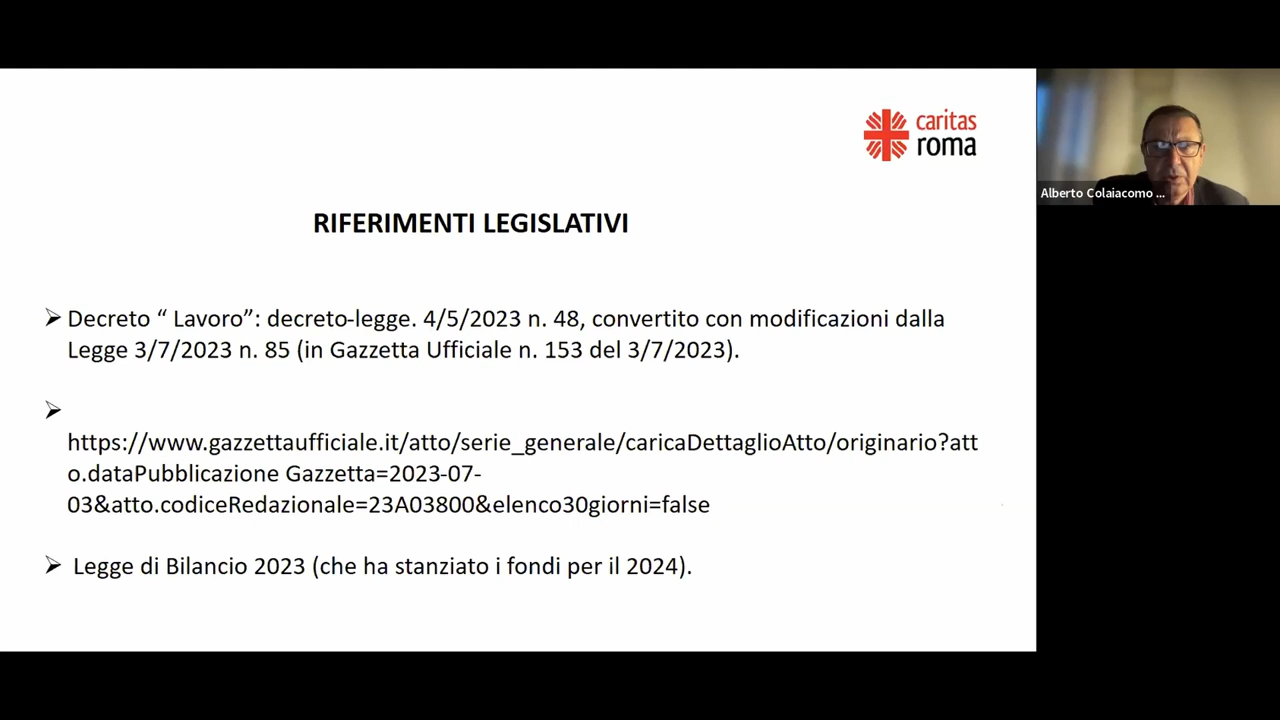 caritas
roma
Alberto Colaiacomo ...
RIFERIMENTI LEGISLATIVI
Decreto “ Lavoro”: decreto-legge. 4/5/2023 n. 48, convertito con modificazioni dalla
Legge 3/7/2023 n. 85 (in Gazzetta Ufficiale n. 153 del 3/7/2023).
https://www.gazzettaufficiale.it/atto/serie_generale/caricaDettaglioAtto/originario?att
o.dataPubblicazione Gazzetta=2023-07-
03&atto.codiceRedazionale=23A03800&elenco30giorni=false
Legge di Bilancio 2023 (che ha stanziato i fondi per il 2024).